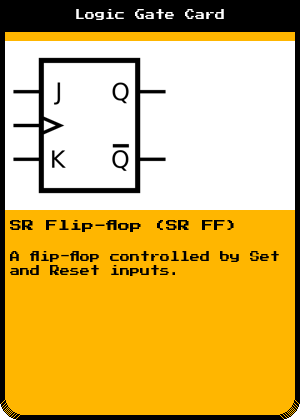 Logic Gate Card
J Q
K Q̅
SR Flip-flop (SR FF)
A flip-flop controlled by Set
and Reset inputs.